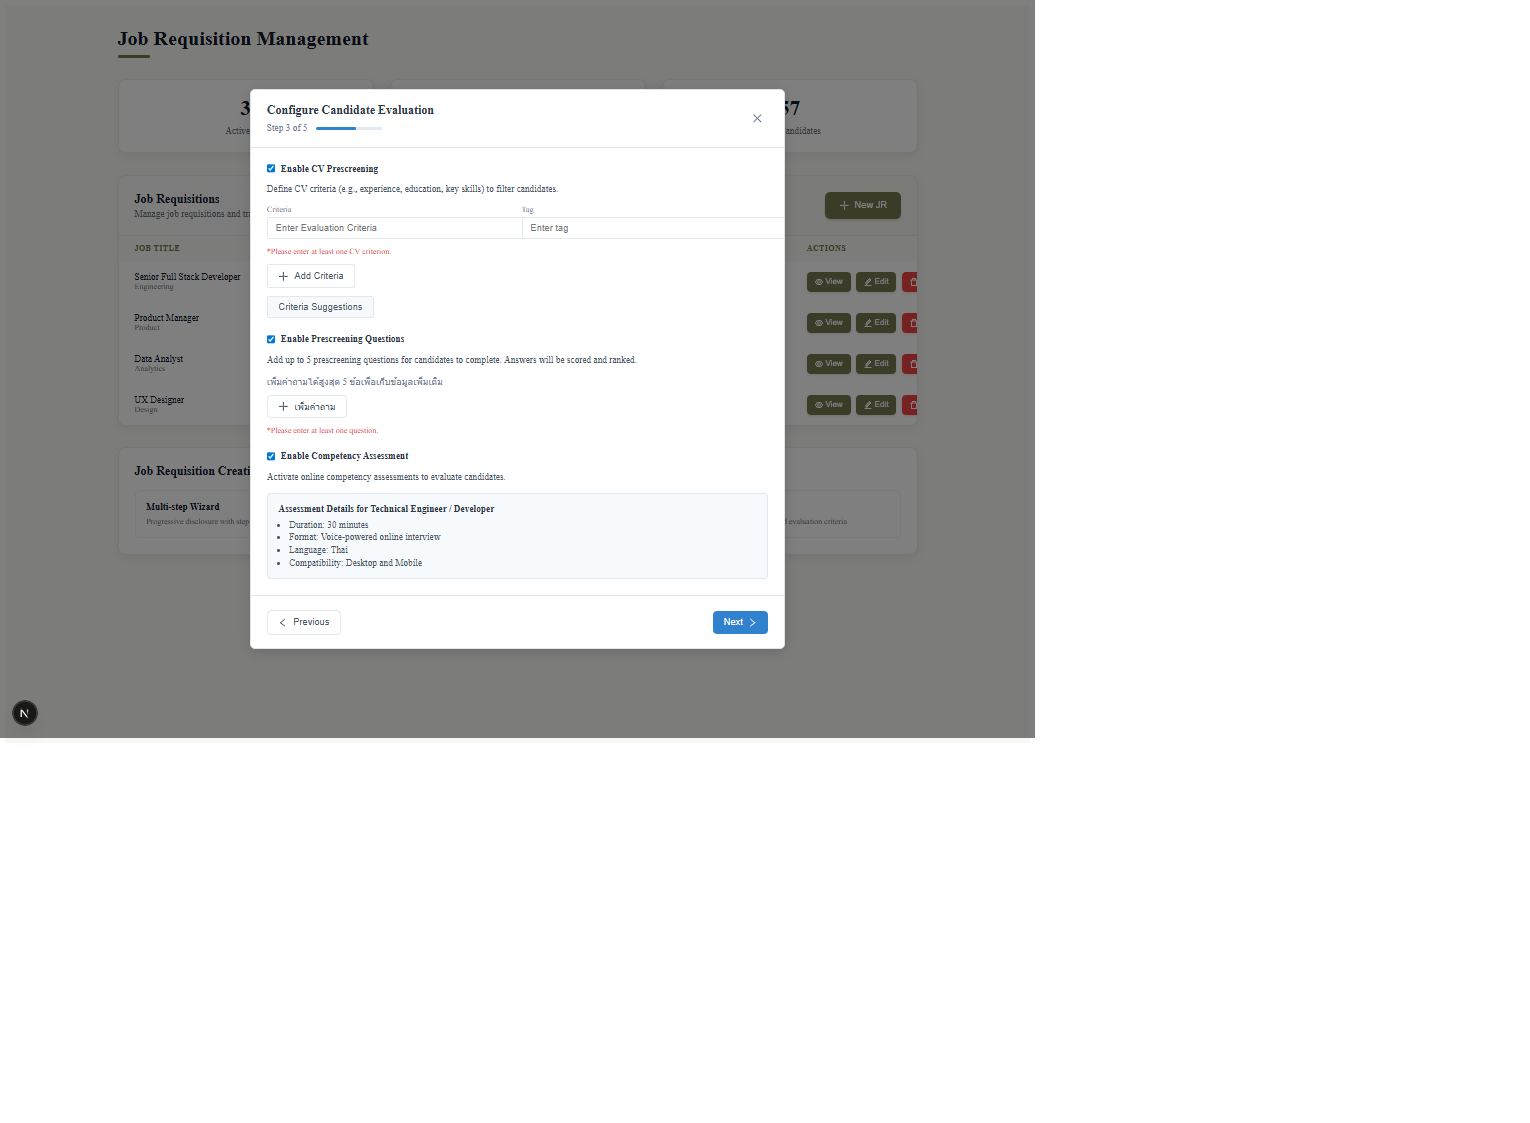 Job Requisition Management
3
Active
57
andidates
Configure Candidate Evaluation
Step 3 of 5
Enable CV Prescreening
Define CV criteria (e.g., experience, education, key skills) to filter candidates.
Criteria
Tag
Enter Evaluation Criteria
Enter tag
*Please enter at least one CV criterion.
Add Criteria
Criteria Suggestions
Enable Prescreening Questions
Add up to 5 prescreening questions for candidates to complete. Answers will be scored and ranked.
เพิ่มคำถามได้สูงสุด 5 ข้อเพื่อเก็บข้อมูลเพิ่มเติม
เพิ่มคำถาม
*Please enter at least one question.
Enable Competency Assessment
Activate online competency assessments to evaluate candidates.
Assessment Details for Technical Engineer / Developer
Duration: 30 minutes
Format: Voice-powered online interview
Language: Thai
Compatibility: Desktop and Mobile
Previous
Next
Job Requisitions
Manage job requisitions and tr
New JR
JOB TITLE
ACTIONS
Senior Full Stack Developer
Engineering
View
Edit
Product Manager
Product
View
Edit
Data Analyst
Analytics
View
Edit
UX Designer
Design
View
Edit
Job Requisition Creati
Multi-step Wizard
Progressive disclosure with step
evaluation criteria
N